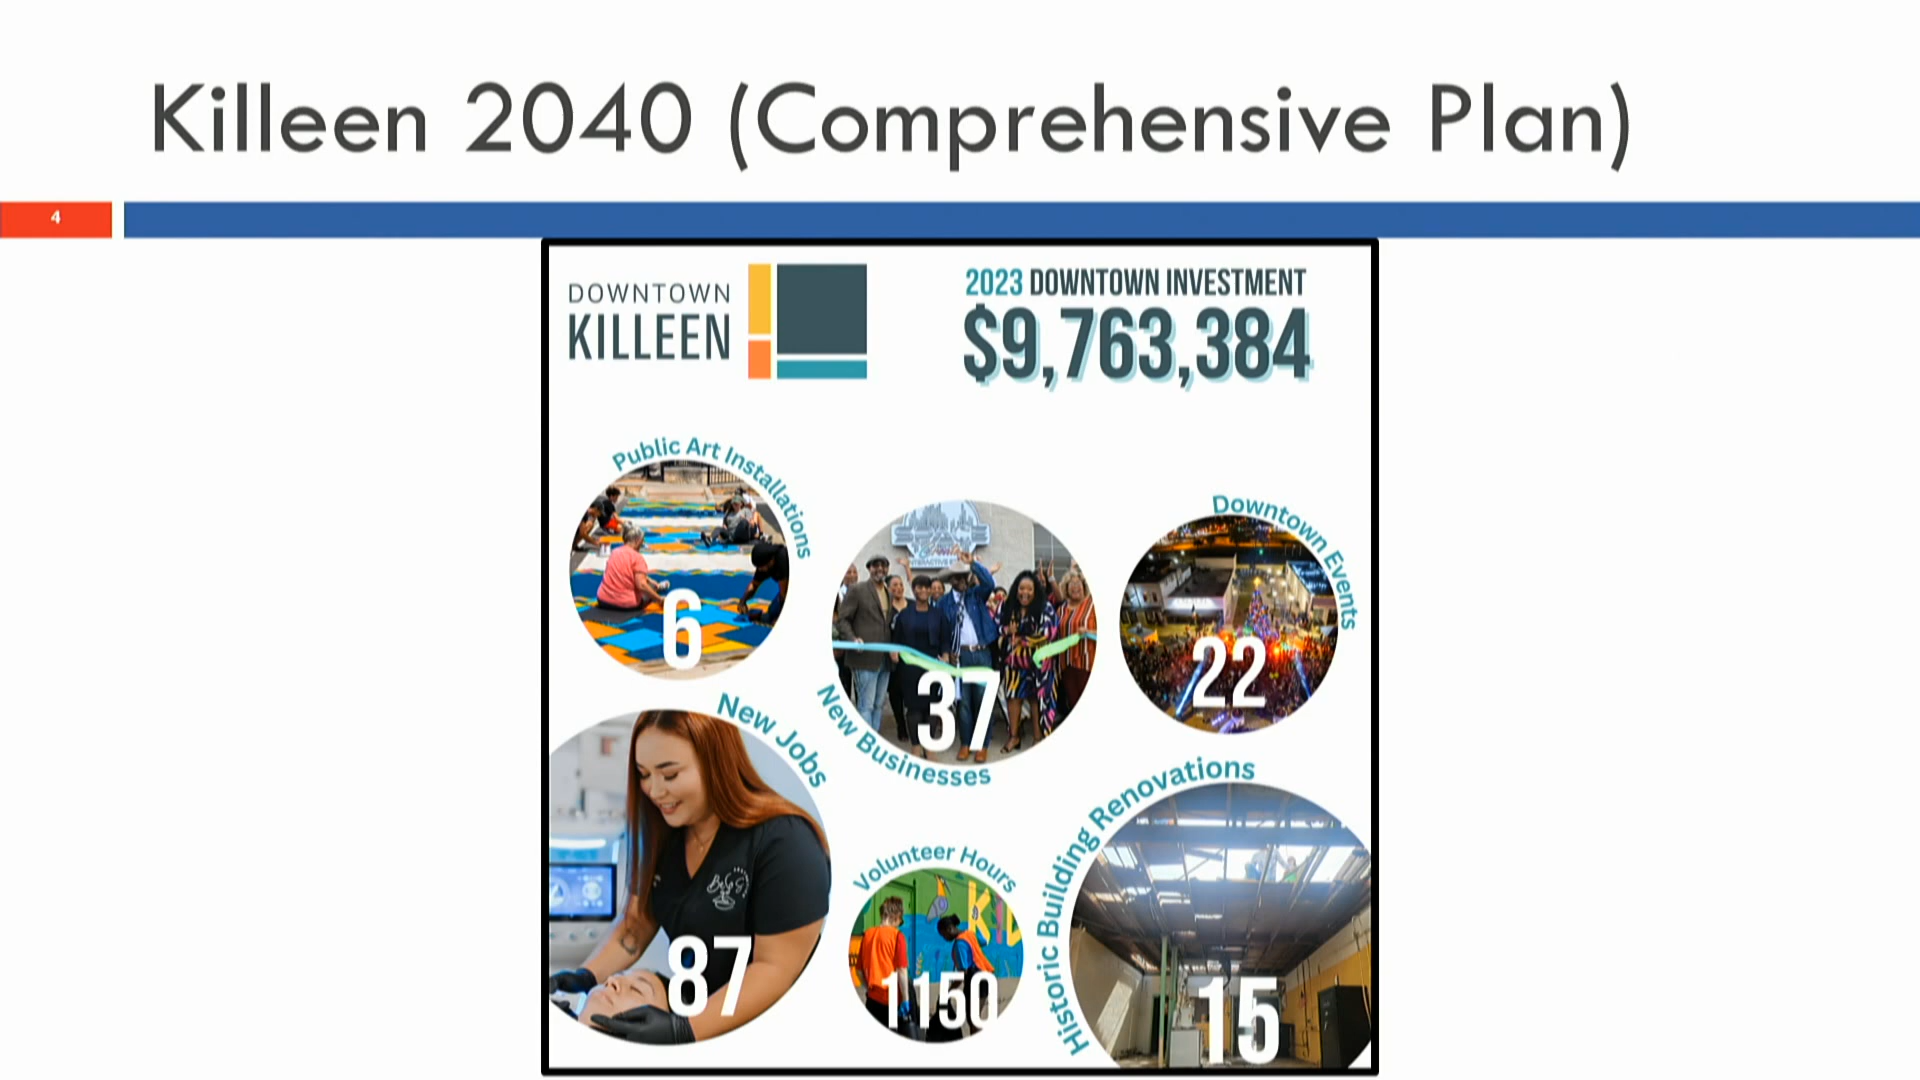 Killeen 2040 (Comprehensive Plan)
4
DOWNTOWN
KILLEEN
2023 DOWNTOWN INVESTMENT
$9,763,384
Public Art Installations
6
New Businesses
37
Downtown Events
22
New Jobs
87
Volunteer Hours
1150
Historic Building Renovations
15